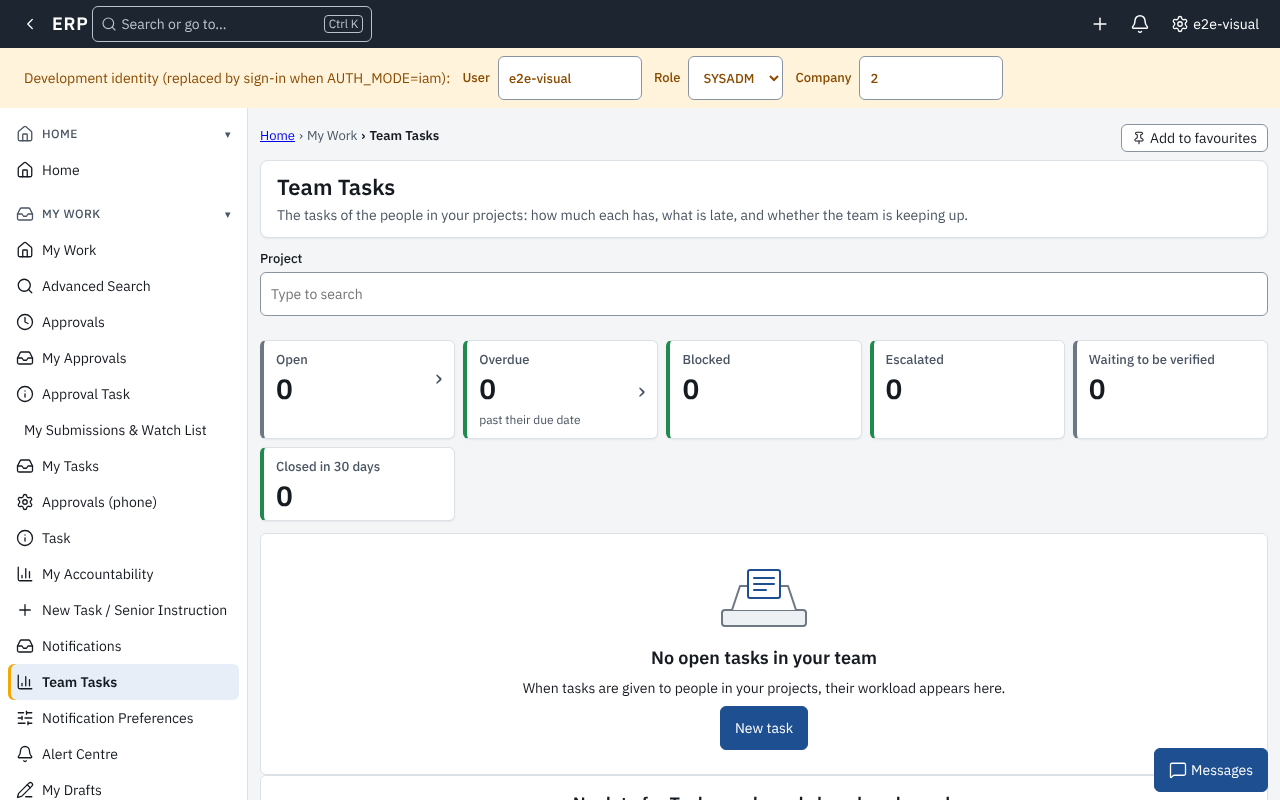 ERP
Search or go to...
Ctrl K
e2e-visual
Development identity (replaced by sign-in when AUTH_MODE=iam):
User
e2e-visual
Role
SYSADM
Company
2
HOME
Home
MY WORK
My Work
Advanced Search
Approvals
My Approvals
Approval Task
My Submissions & Watch List
My Tasks
Approvals (phone)
Task
My Accountability
New Task / Senior Instruction
Notifications
Team Tasks
Notification Preferences
Alert Centre
My Drafts
Home › My Work › Team Tasks
Add to favourites
Team Tasks
The tasks of the people in your projects: how much each has, what is late, and whether the team is keeping up.
Project
Type to search
Open
0
Overdue
0
past their due date
Blocked
0
Escalated
0
Waiting to be verified
0
Closed in 30 days
0
No open tasks in your team
When tasks are given to people in your projects, their workload appears here.
New task
Messages